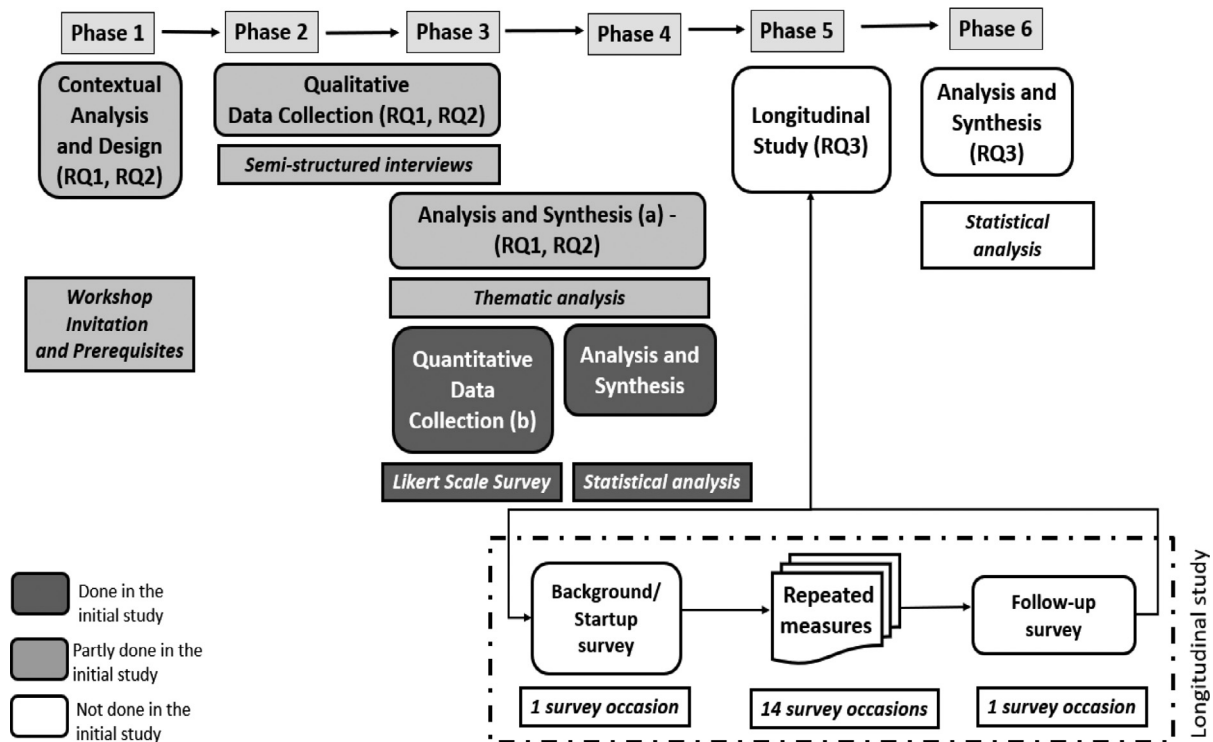 Phase 1
Phase 2
Phase 3
Phase 4
Phase 5
Phase 6
Contextual
Analysis
and Design
(RQ1, RQ2)
Qualitative
Data Collection (RQ1, RQ2)
Semi-structured interviews
Longitudinal
Study (RQ3)
Analysis and
Synthesis
(RQ3)
Statistical
analysis
Analysis and Synthesis (a) -
(RQ1, RQ2)
Thematic analysis
Workshop
Invitation
and Prerequisites
Quantitative
Data
Collection (b)
Analysis and
Synthesis
Likert Scale Survey
Statistical analysis
Done in the
initial study
Partly done in the
initial study
Not done in the
initial study
Background/
Startup
survey
Repeated
measures
Follow-up
survey
1 survey occasion
14 survey occasions
1 survey occasion
Longitudinal study